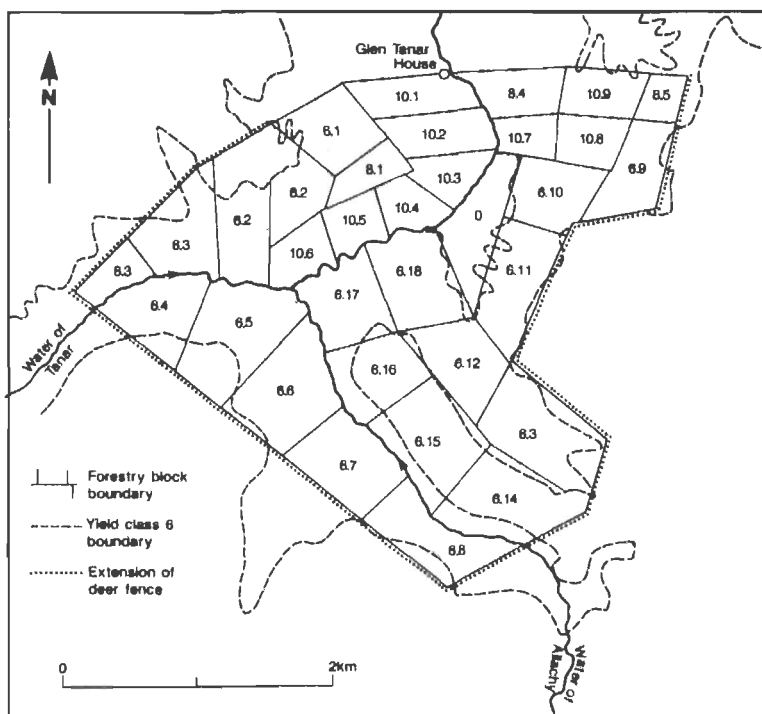 Glen Tanar
House
N
10.1
8.4
10.9
8.5
6.1
10.2
10.7
10.8
8.1
10.3
6.9
6.2
6.2
10.5
10.4
0
6.10
8.3
8.3
10.6
6.11
6.17
6.18
8.4
6.5
Water of
Tanar
6.16
6.12
6.6
6.15
8.3
6.7
6.14
8.8
Forestry block
boundary
Yield class 6
boundary
Extension of
deer fence
0
2km
Water of
Allachy